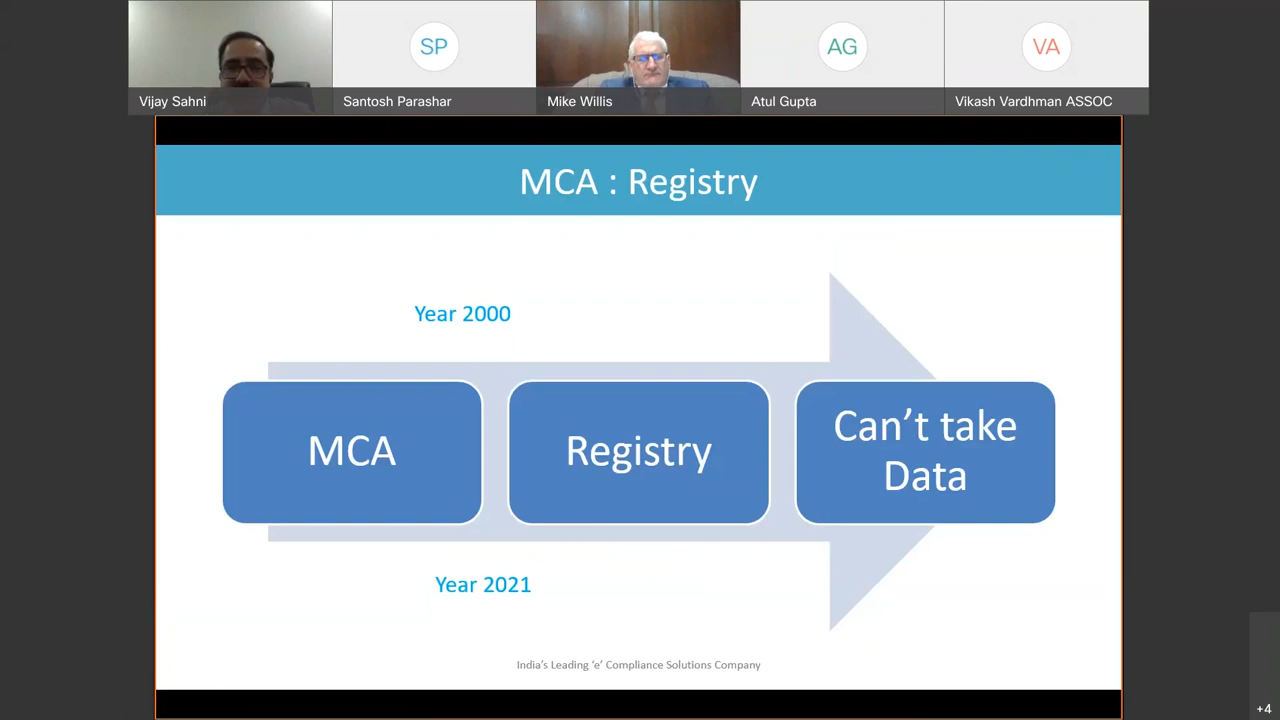 SP
AG
VA
Vijay Sahni
Santosh Parashar
Mike Willis
Atul Gupta
Vikash Vardhman ASSOC
MCA : Registry
Year 2000
MCA
Registry
Can’t take
Data
Year 2021
India’s Leading ‘e’ Compliance Solutions Company
+4